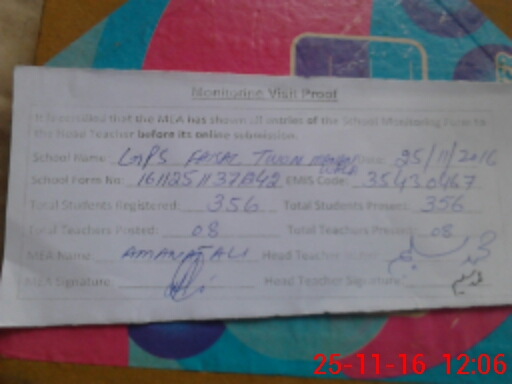 Monitoring Visit Proof
It is certified that the MEA has shown all entries of the School Monitoring Form to
the Head Teacher before its online submission.
School Name: GPS FAISAL TWON Date: 25/11/2016
School Form No: EMIS Code: 35430467
Total Students Registered: 356 Total Students Present: 356
Total Teachers Posted: 08 Total Teachers Present: 08
MEA Name: AMANAT ALI Head Teacher
MEA Signature Head Teacher Signature:
25-11-16 12:06